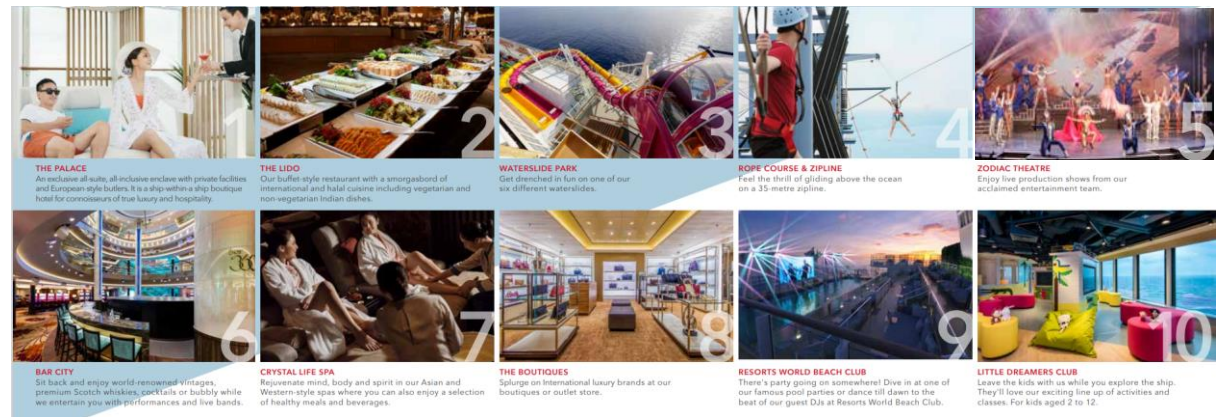 1
THE PALACE
An exclusive all-suite, all-inclusive enclave with private facilities
and European-style butlers. It is a ship-within-a ship boutique
hotel for connoisseurs of true luxury and hospitality.
2
THE LIDO
Our buffet-style restaurant with a smorgasbord of
international and halal cuisine including vegetarian and
non-vegetarian Indian dishes.
3
WATERSLIDE PARK
Get drenched in fun on one of our
six different waterslides.
4
ROPE COURSE & ZIPLINE
Feel the thrill of gliding above the ocean
on a 35-metre zipline.
5
ZODIAC THEATRE
Enjoy live production shows from our
acclaimed entertainment team.
6
BAR CITY
Sit back and enjoy world-renowned vintages,
premium Scotch whiskies, cocktails or bubbly while
we entertain you with performances and live bands.
7
CRYSTAL LIFE SPA
Rejuvenate mind, body and spirit in our Asian and
Western-style spas where you can also enjoy a selection
of healthy meals and beverages.
8
THE BOUTIQUES
Splurge on International luxury brands at our
boutiques or outlet store.
9
RESORTS WORLD BEACH CLUB
There's party going on somewhere! Dive in at one of
our famous pool parties or dance till dawn to the
beat of our guest DJs at Resorts World Beach Club.
10
LITTLE DREAMERS CLUB
Leave the kids with us while you explore the ship.
They'll love our exciting line up of activities and
classes. For kids aged 2 to 12.